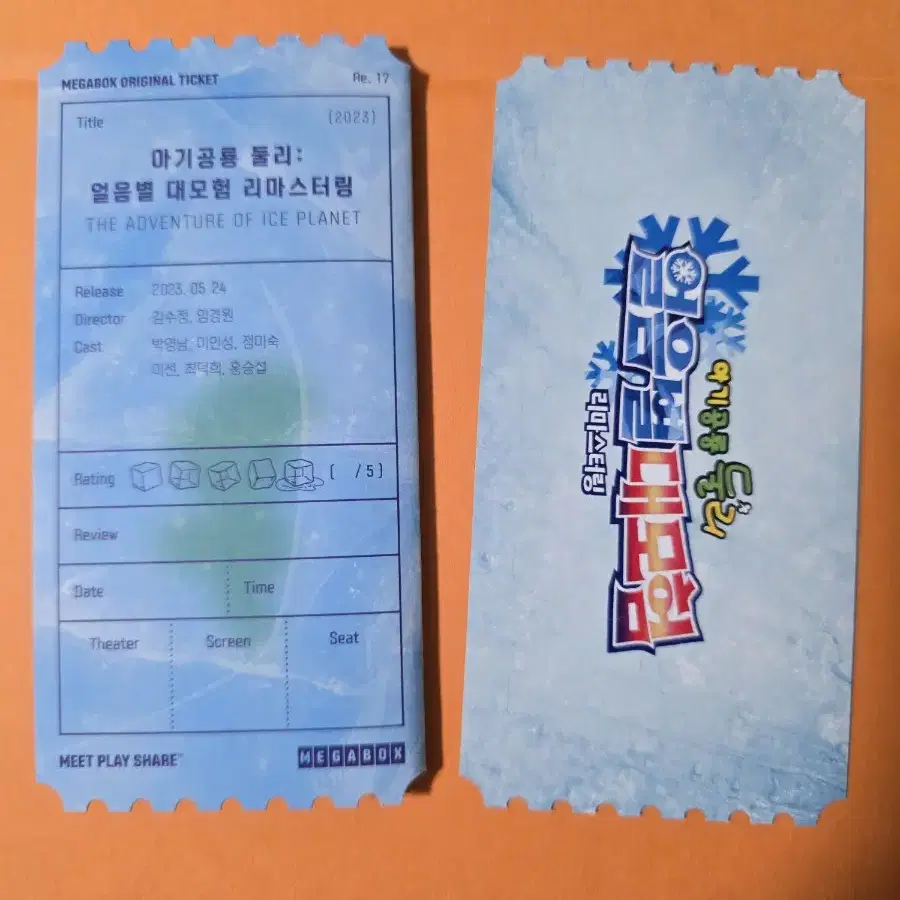 MEGABOX ORIGINAL TICKET
Re. 17
Title
(2023)
아기공룡 둘리:
얼음별 대모험 리마스터링
THE ADVENTURE OF ICE PLANET
Release 2023. 05 24
Director 김수정, 임경원
Cast 박영남, 이인성, 정미숙
이선, 최덕희, 홍승섭
Rating ( /5)
Review
Date
Time
Theater
Screen
Seat
MEET PLAY SHARE™
MEGABOX
아기공룡 둘리
얼음별 대모험
리마스터링